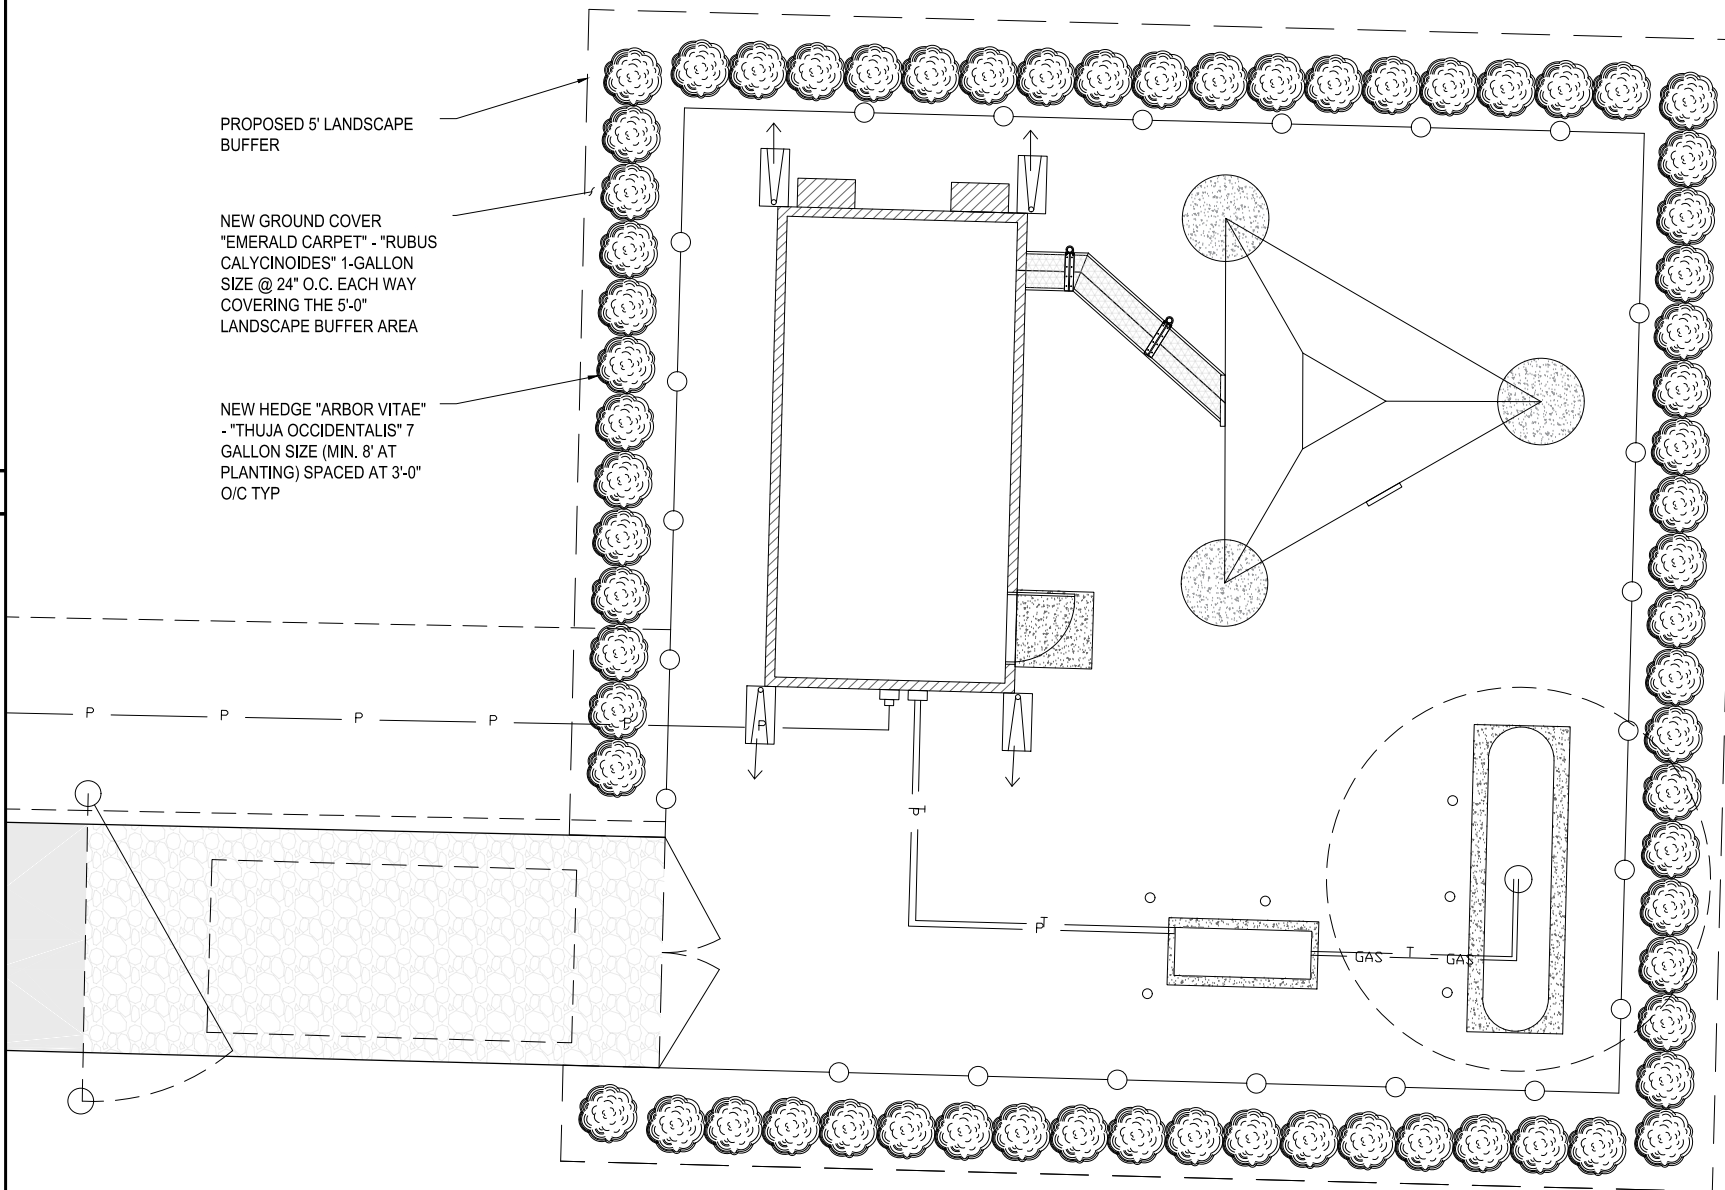 PROPOSED 5' LANDSCAPE
BUFFER
NEW GROUND COVER
"EMERALD CARPET" - "RUBUS
CALYCINOIDES" 1-GALLON
SIZE @ 24" O.C. EACH WAY
COVERING THE 5'-0"
LANDSCAPE BUFFER AREA
NEW HEDGE "ARBOR VITAE"
- "THUJA OCCIDENTALIS" 7
GALLON SIZE (MIN. 8' AT
PLANTING) SPACED AT 3'-0"
O/C TYP
P P P P P P
T
P
T
P
GAS T GAS